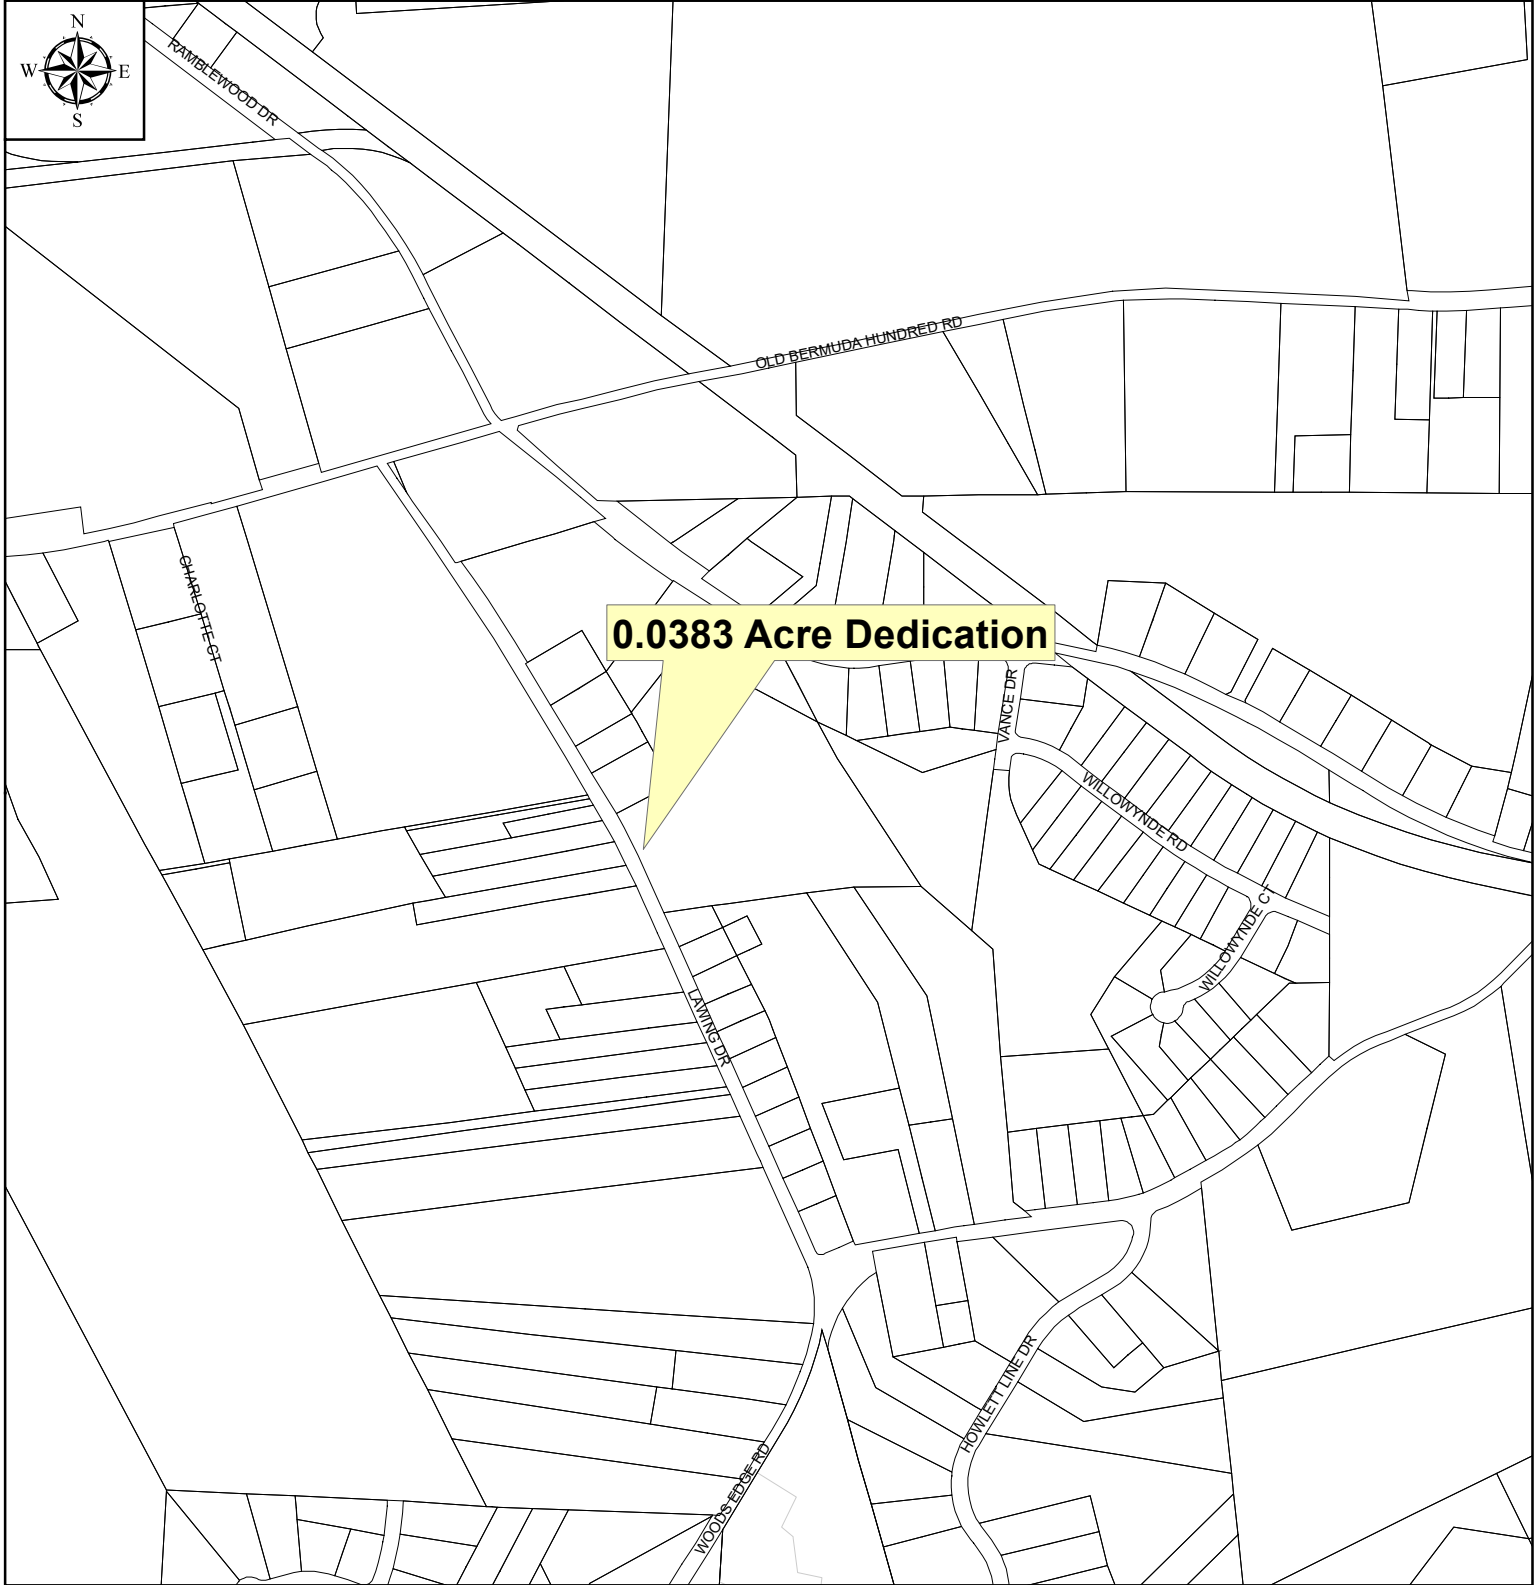 N
W E
S
RAMBLEWOOD DR
OLD BERMUDA HUNDRED RD
CHARLOTTE CT
0.0383 Acre Dedication
VANCE DR
WILLOWYNDE RD
WILLOWYNDE CT
LAWING DR
HOWLETT LINE DR
WOODS EDGE RD